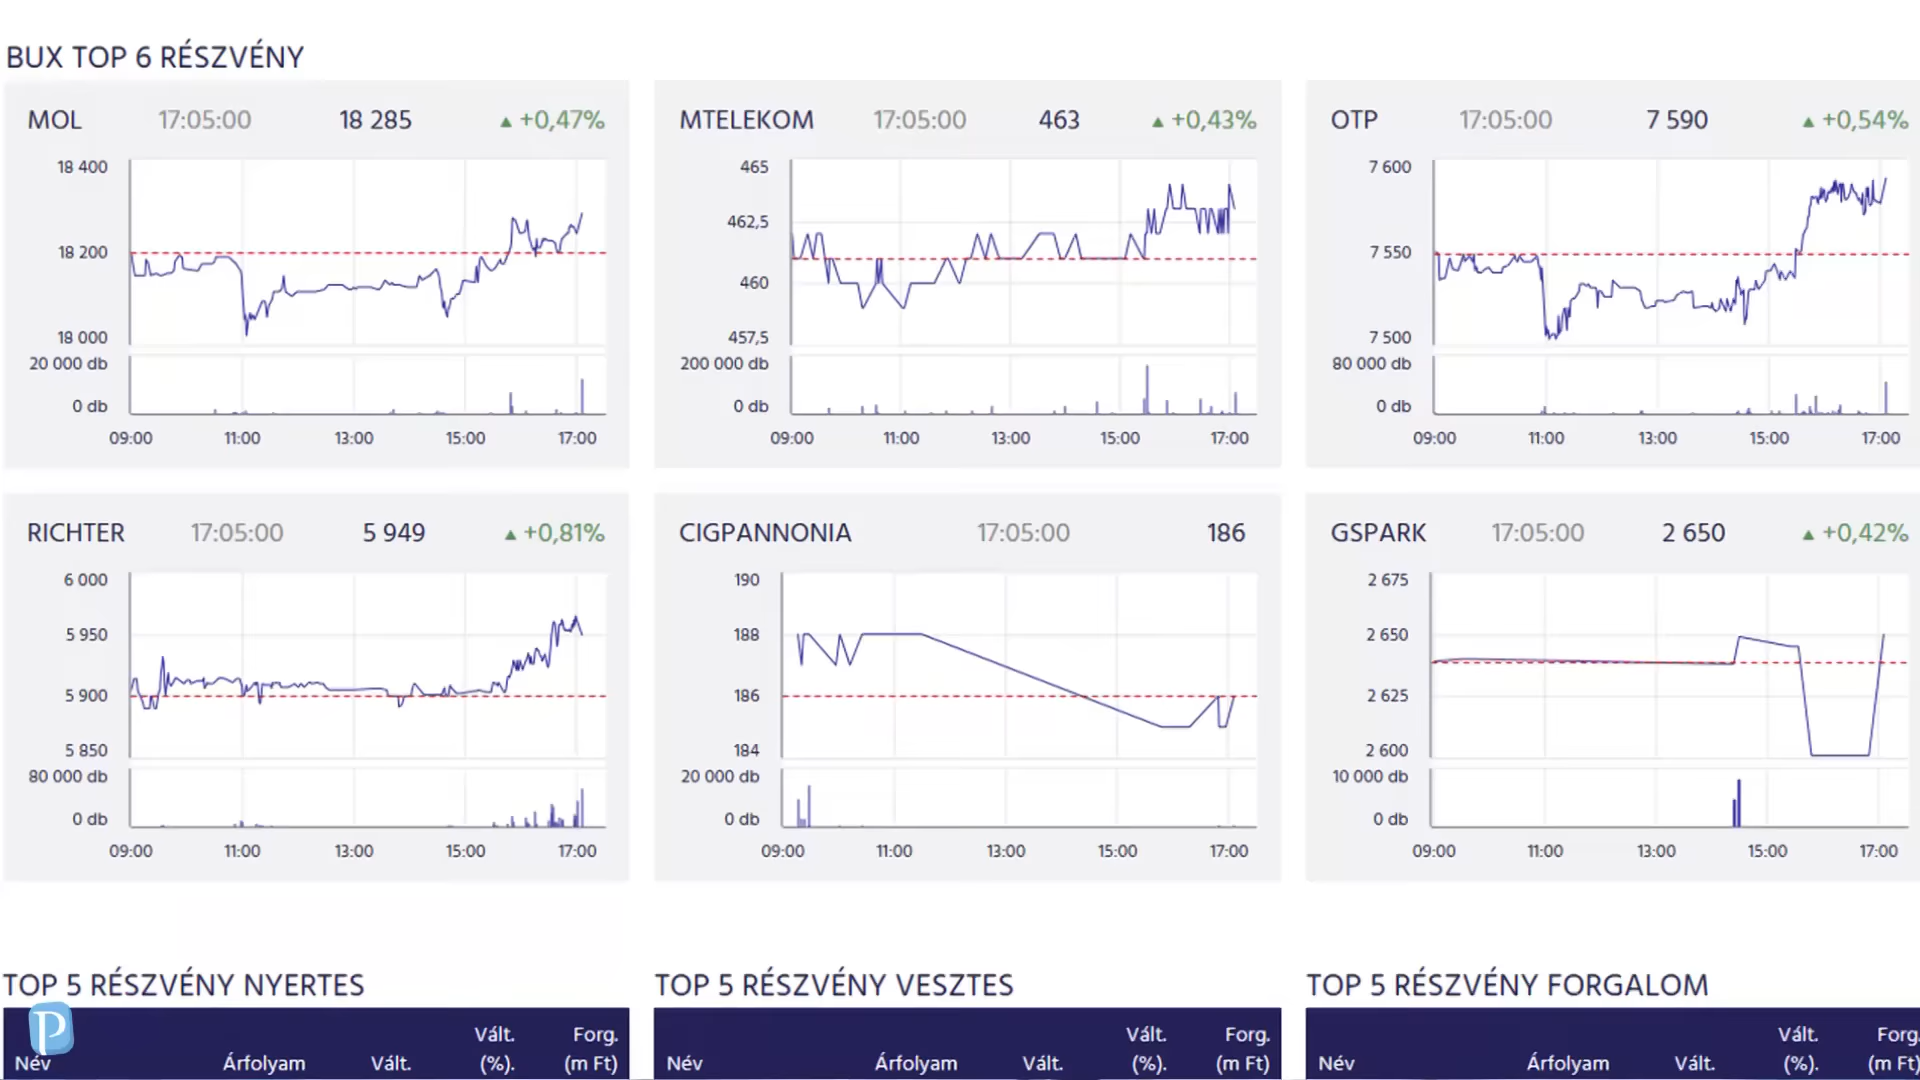 BUX TOP 6 RÉSZVÉNY
MOL 17:05:00 18 285 ▲ +0,47%
18 400
18 200
18 000
20 000 db
0 db
09:00 11:00 13:00 15:00 17:00
MTELEKOM 17:05:00 463 ▲ +0,43%
465
462,5
460
457,5
200 000 db
0 db
09:00 11:00 13:00 15:00 17:00
OTP 17:05:00 7 590 ▲ +0,54%
7 600
7 550
7 500
80 000 db
0 db
09:00 11:00 13:00 15:00 17:00
RICHTER 17:05:00 5 949 ▲ +0,81%
6 000
5 950
5 900
5 850
80 000 db
0 db
09:00 11:00 13:00 15:00 17:00
CIGPANNONIA 17:05:00 186
190
188
186
184
20 000 db
0 db
09:00 11:00 13:00 15:00 17:00
GSPARK 17:05:00 2 650 ▲ +0,42%
2 675
2 650
2 625
2 600
10 000 db
0 db
09:00 11:00 13:00 15:00 17:00
TOP 5 RÉSZVÉNY NYERTES
P
Név Árfolyam Vált. Vált. (%). Forg. (m Ft)
TOP 5 RÉSZVÉNY VESZTES
Név Árfolyam Vált. Vált. (%). Forg. (m Ft)
TOP 5 RÉSZVÉNY FORGALOM
Név Árfolyam Vált. Vált. (%). Forg. (m Ft)